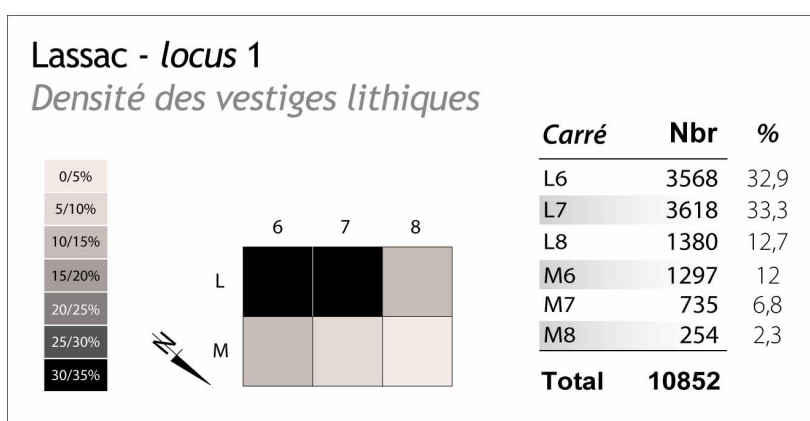 Lassac - locus 1
Densité des vestiges lithiques
0/5%
5/10%
10/15%
15/20%
20/25%
25/30%
30/35%
6 7 8
L
M
N
Carré Nbr %
L6 3568 32,9
L7 3618 33,3
L8 1380 12,7
M6 1297 12
M7 735 6,8
M8 254 2,3
Total 10852